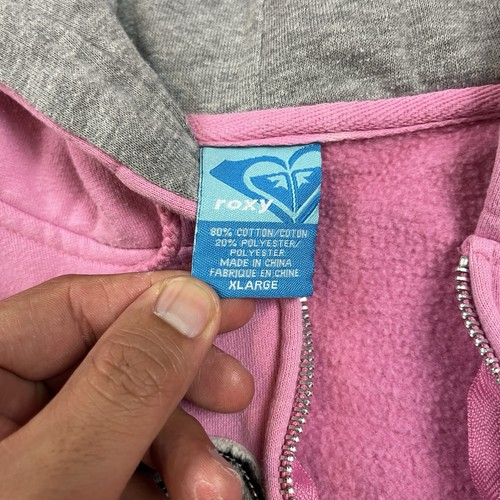 roxy
80% COTTON/COTON
20% POLYESTER/
POLYESTER
MADE IN CHINA
FABRIQUE EN CHINE
XLARGE